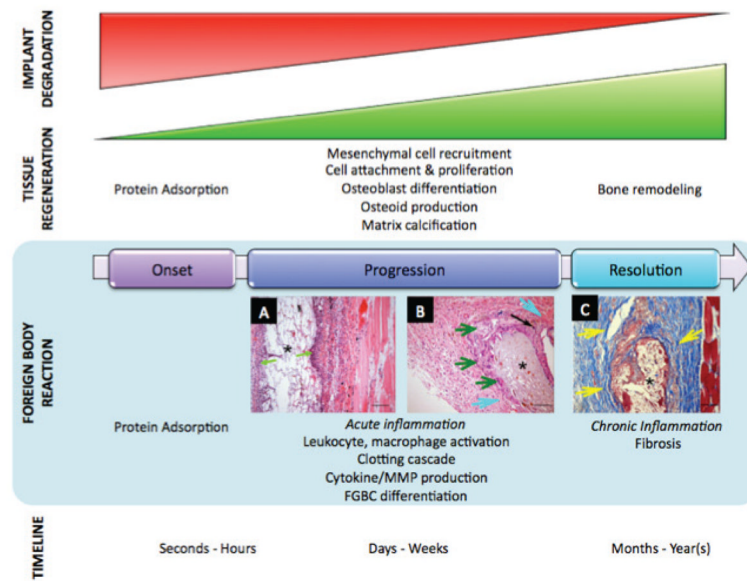 IMPLANT
DEGRADATION
TISSUE
REGENERATION
Protein Adsorption
Mesenchymal cell recruitment
Cell attachment & proliferation
Osteoblast differentiation
Osteoid production
Matrix calcification
Bone remodeling
FOREIGN BODY
REACTION
Onset
Progression
Resolution
A
B
C
Protein Adsorption
Acute inflammation
Leukocyte, macrophage activation
Clotting cascade
Cytokine/MMP production
FGBC differentiation
Chronic Inflammation
Fibrosis
TIMELINE
Seconds - Hours
Days - Weeks
Months - Year(s)